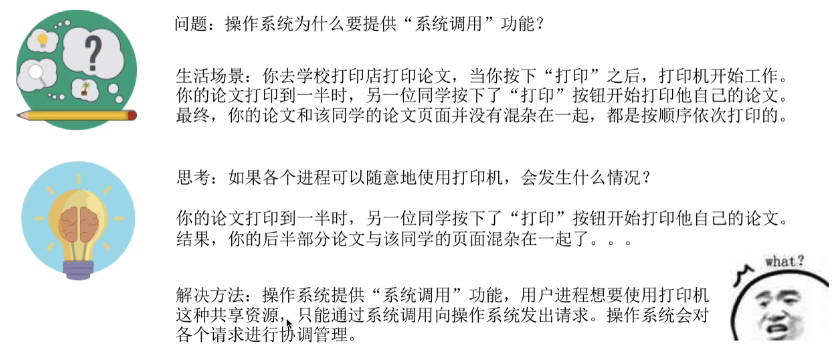 问题：操作系统为什么要提供“系统调用”功能？
生活场景：你去学校打印店打印论文，当你按下“打印”之后，打印机开始工作。
你的论文打印到一半时，另一位同学按下了“打印”按钮开始打印他自己的论文。
最终，你的论文和该同学的论文页面并没有混杂在一起，都是按顺序依次打印的。
思考：如果各个进程可以随意地使用打印机，会发生什么情况？
你的论文打印到一半时，另一位同学按下了“打印”按钮开始打印他自己的论文。
结果，你的后半部分论文与该同学的页面混杂在一起了。。。
what?
解决方法：操作系统提供“系统调用”功能，用户进程想要使用打印机
这种共享资源，只能通过系统调用向操作系统发出请求。操作系统会对
各个请求进行协调管理。